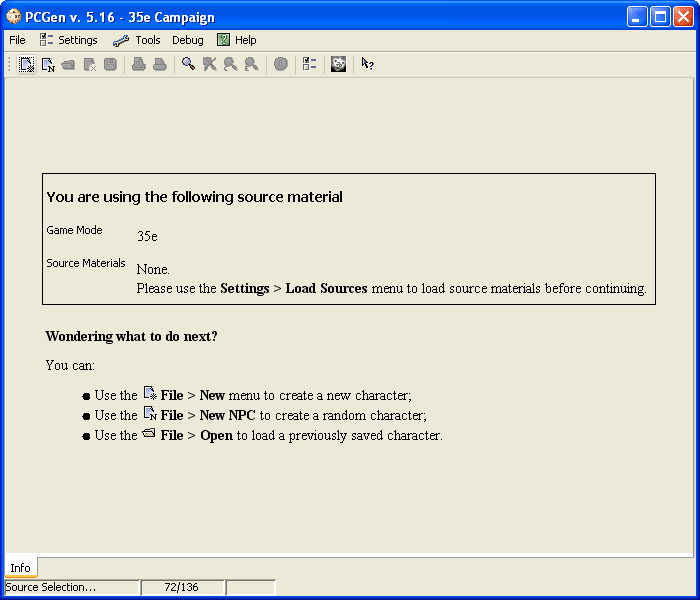 PCGen v. 5.16 - 35e Campaign
File Settings Tools Debug Help
You are using the following source material
Game Mode 35e
Source Materials None.
Please use the Settings > Load Sources menu to load source materials before continuing.
Wondering what to do next?
You can:
Use the File > New menu to create a new character;
Use the File > New NPC to create a random character;
Use the File > Open to load a previously saved character.
Info
Source Selection... 72/136